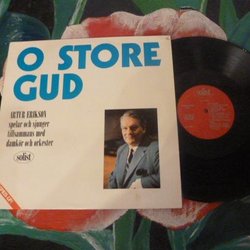 O STORE
GUD
ARTUR ERIKSON
spelar och sjunger
tillsammans med
damkör och orkester
solist